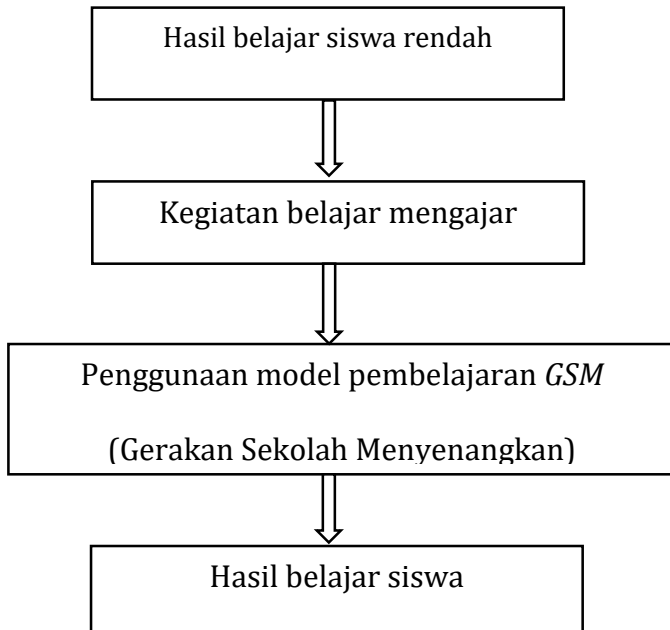 Hasil belajar siswa rendah
Kegiatan belajar mengajar
Penggunaan model pembelajaran GSM
(Gerakan Sekolah Menyenangkan)
Hasil belajar siswa